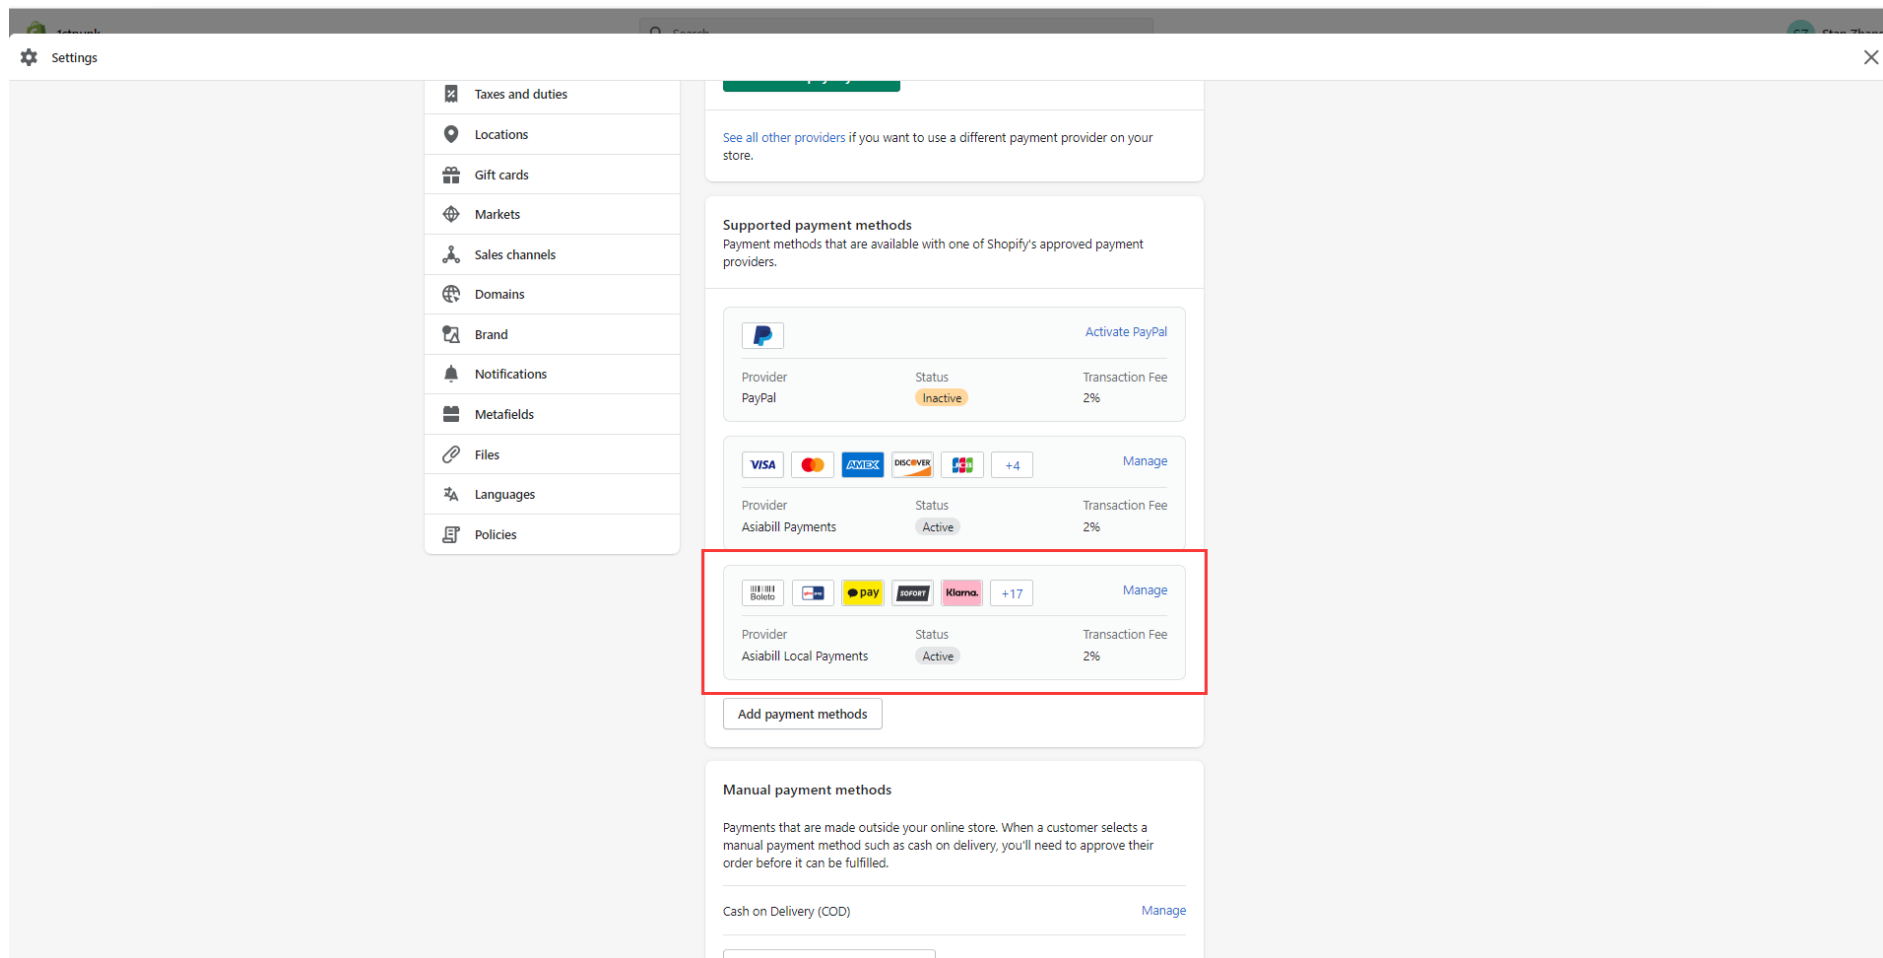 1stpunk
Search
Settings
Taxes and duties
Locations
Gift cards
Markets
Sales channels
Domains
Brand
Notifications
Metafields
Files
Languages
Policies
See all other providers if you want to use a different payment provider on your
store.
Supported payment methods
Payment methods that are available with one of Shopify's approved payment
providers.
Activate PayPal
Provider Status Transaction Fee
PayPal Inactive 2%
VISA AMEX DISCOVER JCB +4 Manage
Provider Status Transaction Fee
Asiabill Payments Active 2%
Boleto pay SOFORT Klarna. +17 Manage
Provider Status Transaction Fee
Asiabill Local Payments Active 2%
Add payment methods
Manual payment methods
Payments that are made outside your online store. When a customer selects a
manual payment method such as cash on delivery, you'll need to approve their
order before it can be fulfilled.
Cash on Delivery (COD) Manage